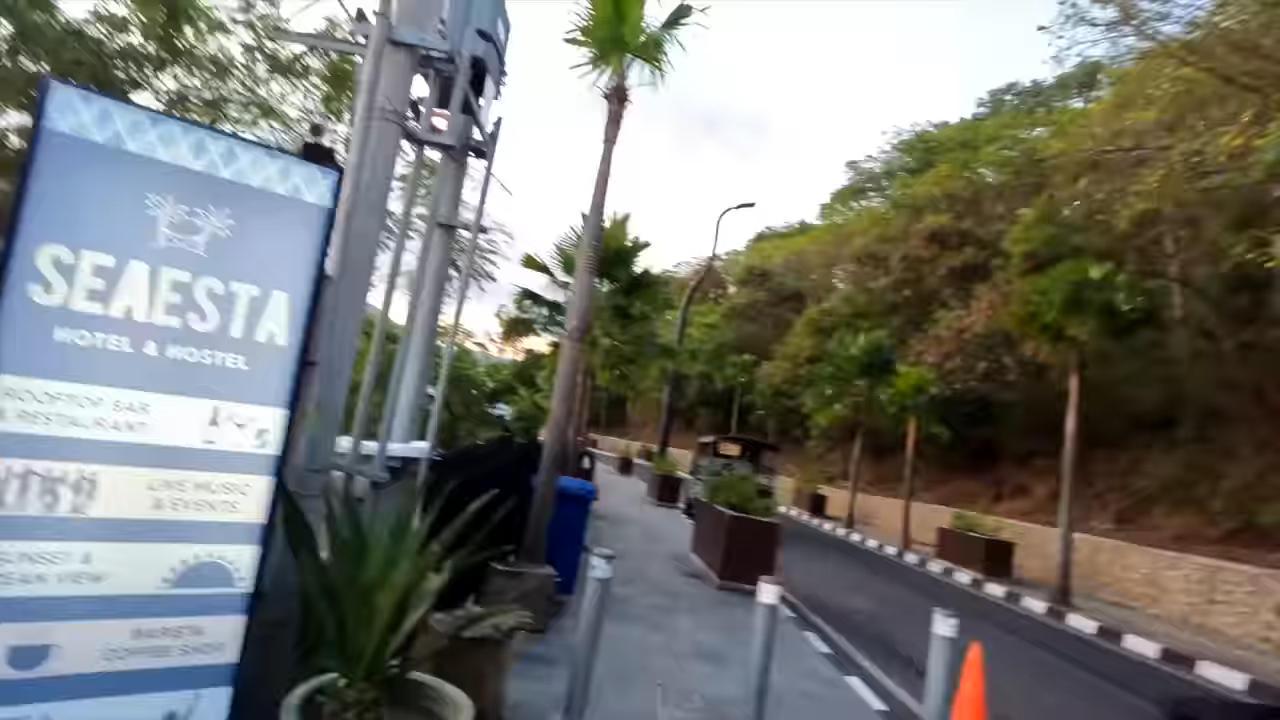 SEAESTA
HOTEL & HOSTEL
ROOFTOP BAR
& RESTAURANT
LIVE MUSIC
& EVENTS
SUNSET &
OCEAN VIEW
BARISTA
COFFEE SHOP